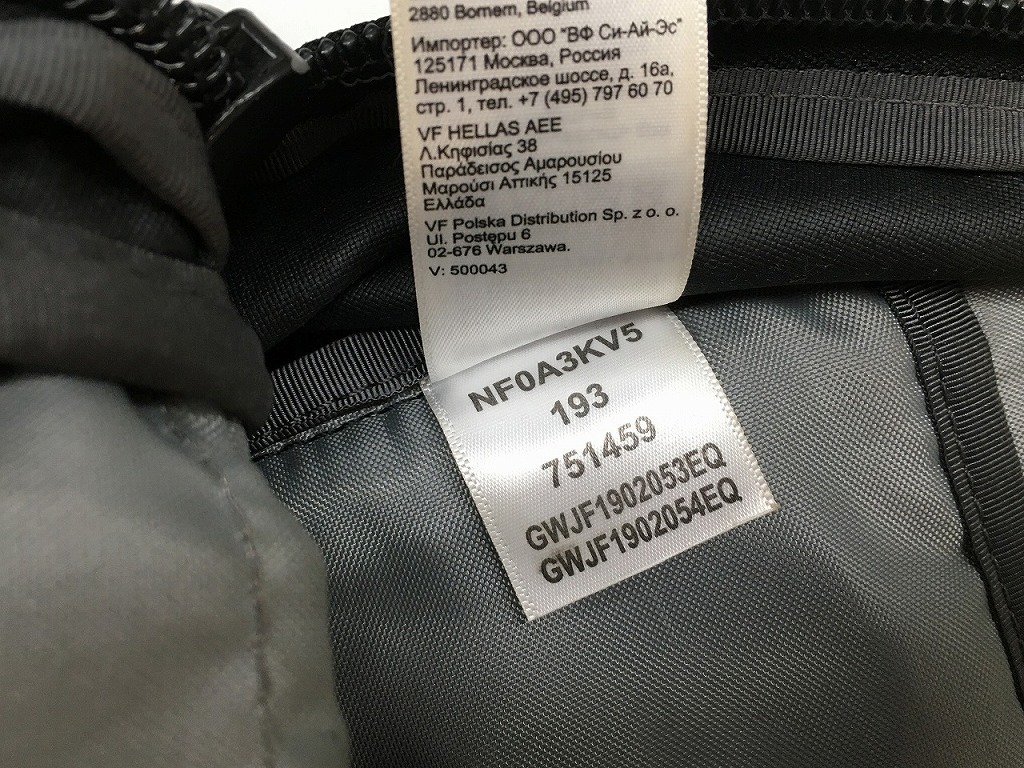 2880 Bornem, Belgium
Импортер: ООО "ВФ Си-Ай-Эс"
125171 Москва, Россия
Ленинградское шоссе, д. 16а,
стр. 1, тел. +7 (495) 797 60 70
VF HELLAS AEE
Λ.Κηφισίας 38
Παράδεισος Αμαρουσίου
Μαρούσι Αττικής 15125
Ελλάδα
VF Polska Distribution Sp. z o. o.
Ul. Postępu 6
02-676 Warszawa.
V: 500043
NF0A3KV5
193
751459
GWJF1902053EQ
GWJF1902054EQ